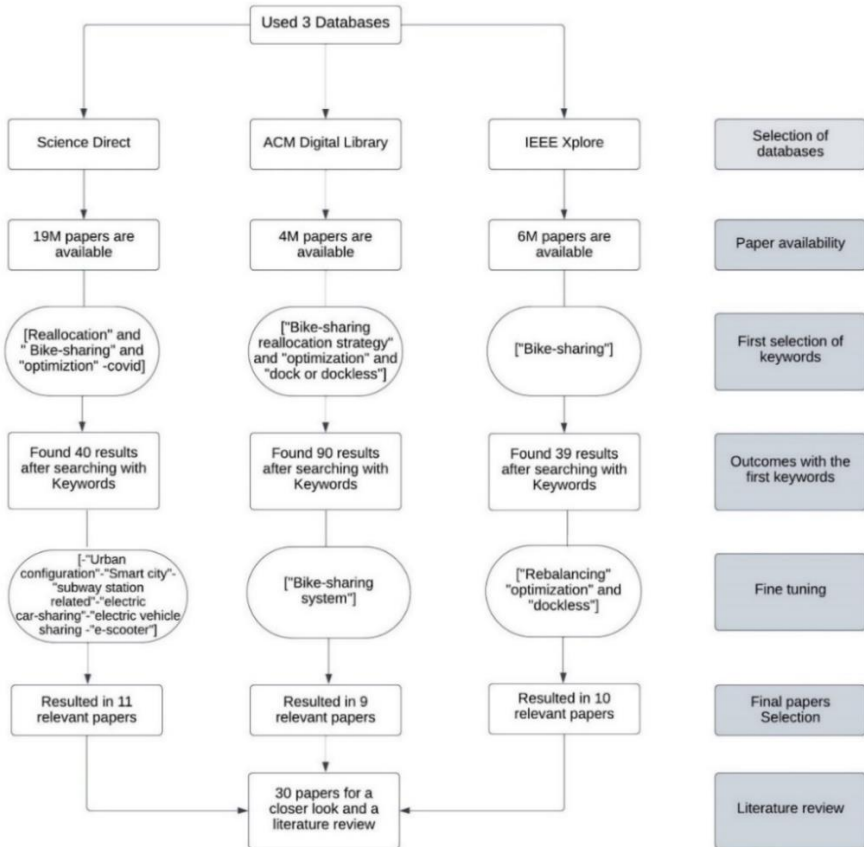 Used 3 Databases
Science Direct
ACM Digital Library
IEEE Xplore
Selection of
databases
19M papers are
available
4M papers are
available
6M papers are
available
Paper availability
[Reallocation" and
" Bike-sharing" and
"optimiztion" -covid]
["Bike-sharing
reallocation strategy"
and "optimization" and
"dock or dockless"]
["Bike-sharing"]
First selection of
keywords
Found 40 results
after searching with
Keywords
Found 90 results
after searching with
Keywords
Found 39 results
after searching with
Keywords
Outcomes with the
first keywords
[-"Urban
configuration"-"Smart city"-
"subway station
related"-"electric
car-sharing"-"electric vehicle
sharing -"e-scooter"]
["Bike-sharing
system"]
["Rebalancing"
"optimization" and
"dockless"]
Fine tuning
Resulted in 11
relevant papers
Resulted in 9
relevant papers
Resulted in 10
relevant papers
Final papers
Selection
30 papers for a
closer look and a
literature review
Literature review